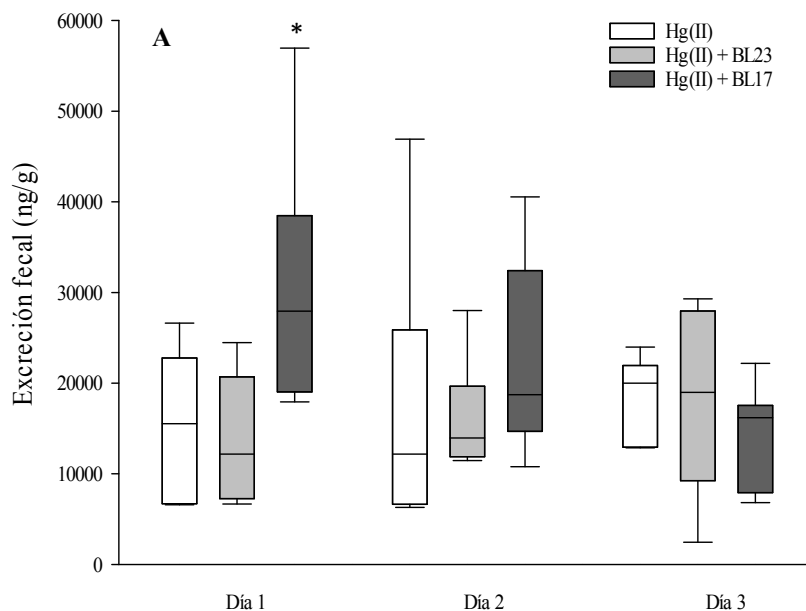 A
*
Hg(II)
Hg(II) + BL23
Hg(II) + BL17
Excreción fecal (ng/g)
60000
50000
40000
30000
20000
10000
0
Día 1
Día 2
Día 3